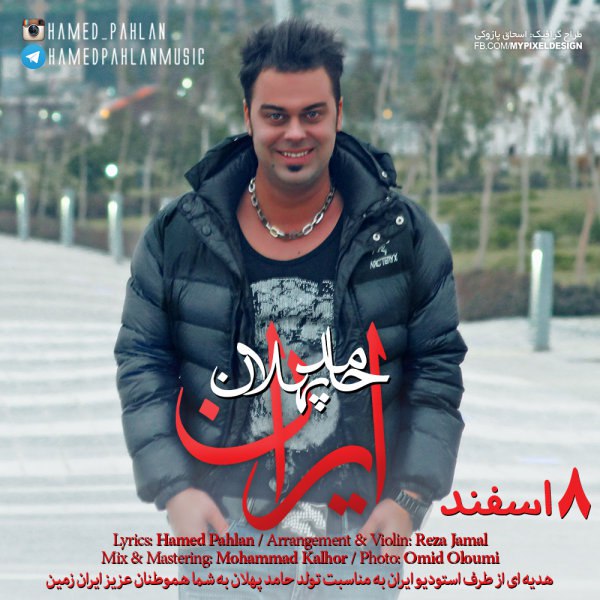 HAMED_PAHLAN
HAMEDPAHLANMUSIC
طراح گرافیک: اسحاق پازوکی
FB.COM/MYPIXELDESIGN
حامد پهلان
ایران
۸ اسفند
Lyrics: Hamed Pahlan / Arrangement & Violin: Reza Jamal
Mix & Mastering: Mohammad Kalhor / Photo: Omid Oloumi
هدیه ای از طرف استودیو ایران به مناسبت تولد حامد پهلان به شما هموطنان عزیز ایران زمین